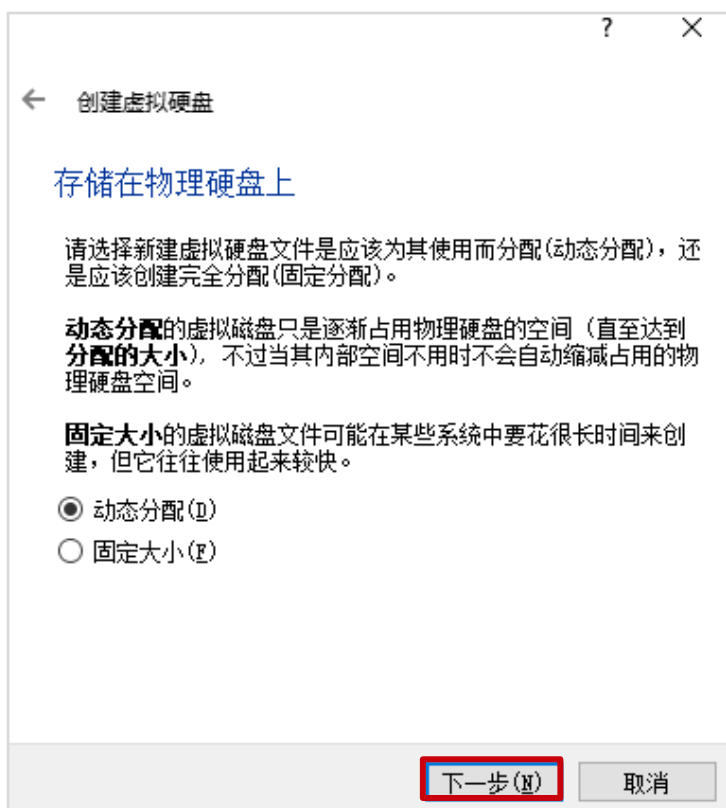 ?
创建虚拟硬盘
存储在物理硬盘上
请选择新建虚拟硬盘文件是应该为其使用而分配(动态分配)，还
是应该创建完全分配(固定分配)。
动态分配的虚拟磁盘只是逐渐占用物理硬盘的空间（直至达到
分配的大小），不过当其内部空间不用时不会自动缩减占用的物
理硬盘空间。
固定大小的虚拟磁盘文件可能在某些系统中要花很长时间来创
建，但它往往使用起来较快。
动态分配(D)
固定大小(F)
下一步(N) 取消